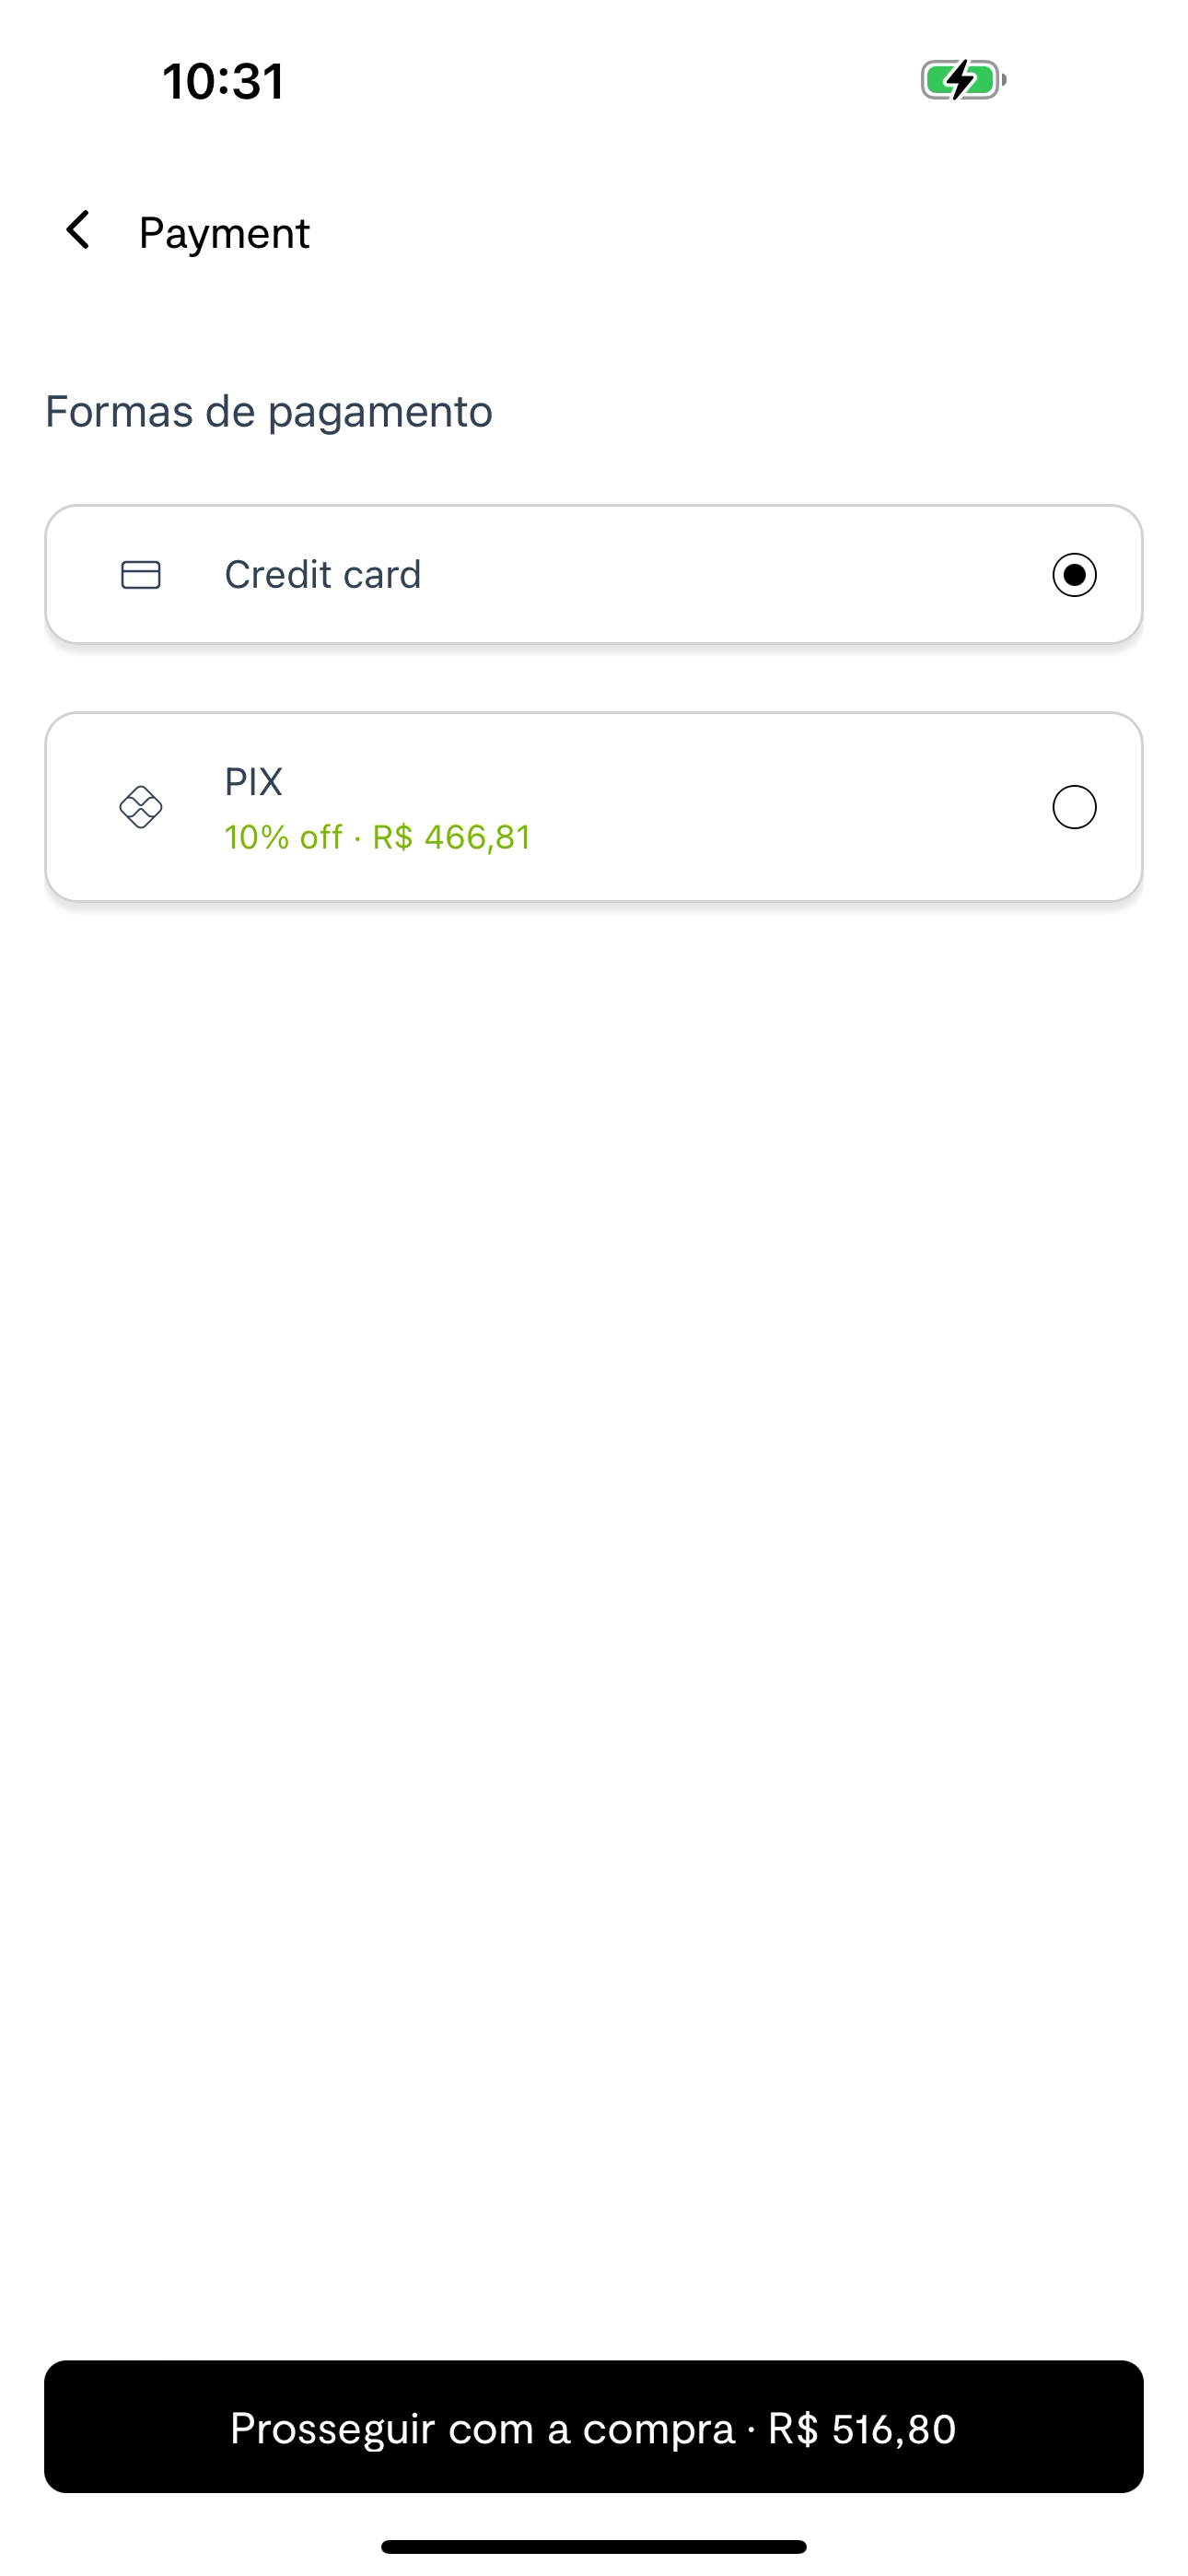 10:31
Payment
Formas de pagamento
Credit card
PIX
10% off · R$ 466,81
Prosseguir com a compra · R$ 516,80